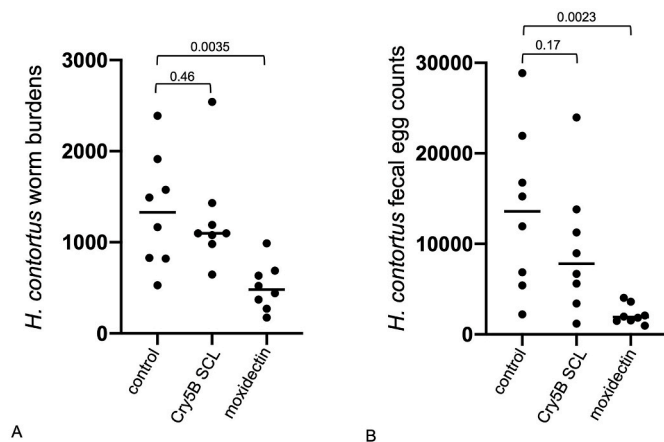 0.0035
0.46
3000
2000
1000
0
H. contortus worm burdens
control
Cry5B SCL
moxidectin
A
0.0023
0.17
30000
20000
10000
0
H. contortus fecal egg counts
control
Cry5B SCL
moxidectin
B